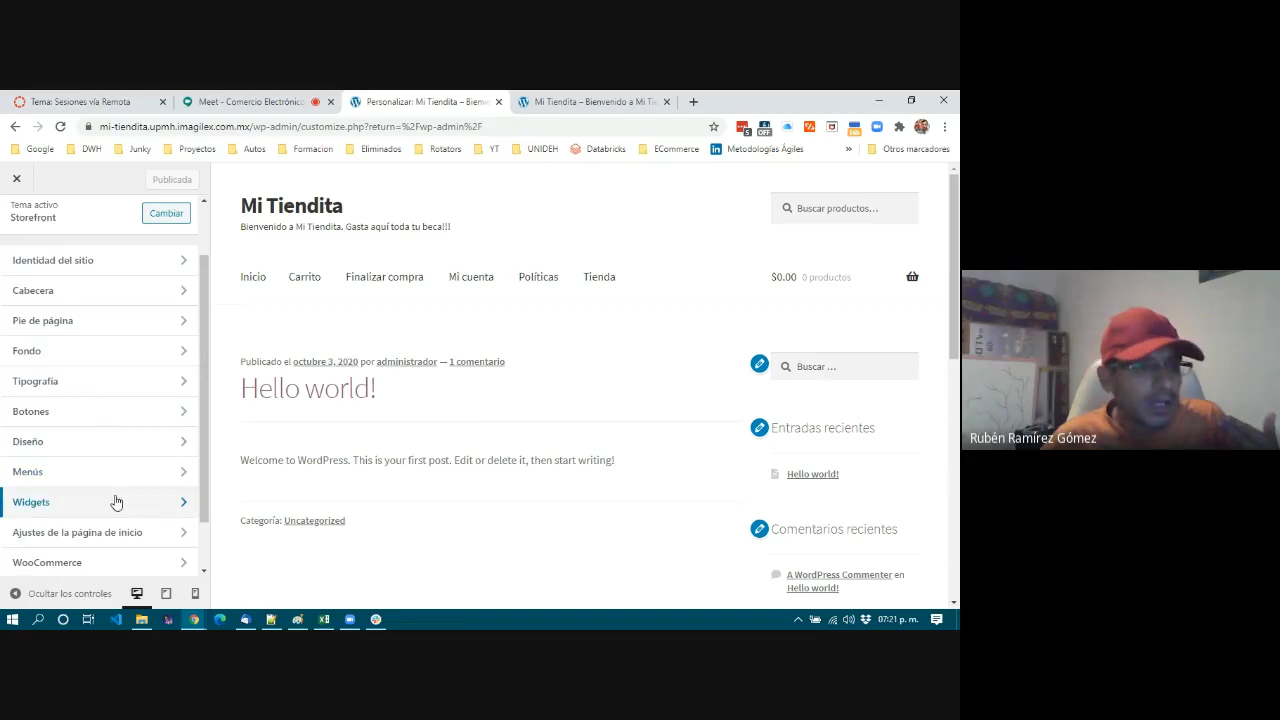 Tema: Sesiones vía Remota
Meet - Comercio Electrónic
Personalizar: Mi Tiendita – Bienve
Mi Tiendita – Bienvenido a Mi Tie
mi-tiendita.upmh.imagilex.com.mx/wp-admin/customize.php?return=%2Fwp-admin%2F
5
OFF
Google
DWH
Junky
Proyectos
Autos
Formacion
Eliminados
Rotators
YT
UNIDEH
Databricks
ECommerce
Metodologías Ágiles
»
Otros marcadores
Publicada
Tema activo
Storefront
Cambiar
Identidad del sitio
Cabecera
Pie de página
Fondo
Tipografía
Botones
Diseño
Menús
Widgets
Ajustes de la página de inicio
WooCommerce
Ocultar los controles
Mi Tiendita
Bienvenido a Mi Tiendita. Gasta aquí toda tu beca!!!
Buscar productos…
Inicio
Carrito
Finalizar compra
Mi cuenta
Políticas
Tienda
$0.00 0 productos
Publicado el octubre 3, 2020 por administrador — 1 comentario
Hello world!
Welcome to WordPress. This is your first post. Edit or delete it, then start writing!
Categoría: Uncategorized
Buscar …
Entradas recientes
Hello world!
Comentarios recientes
A WordPress Commenter en
Hello world!
07:21 p. m.
Rubén Ramírez Gómez